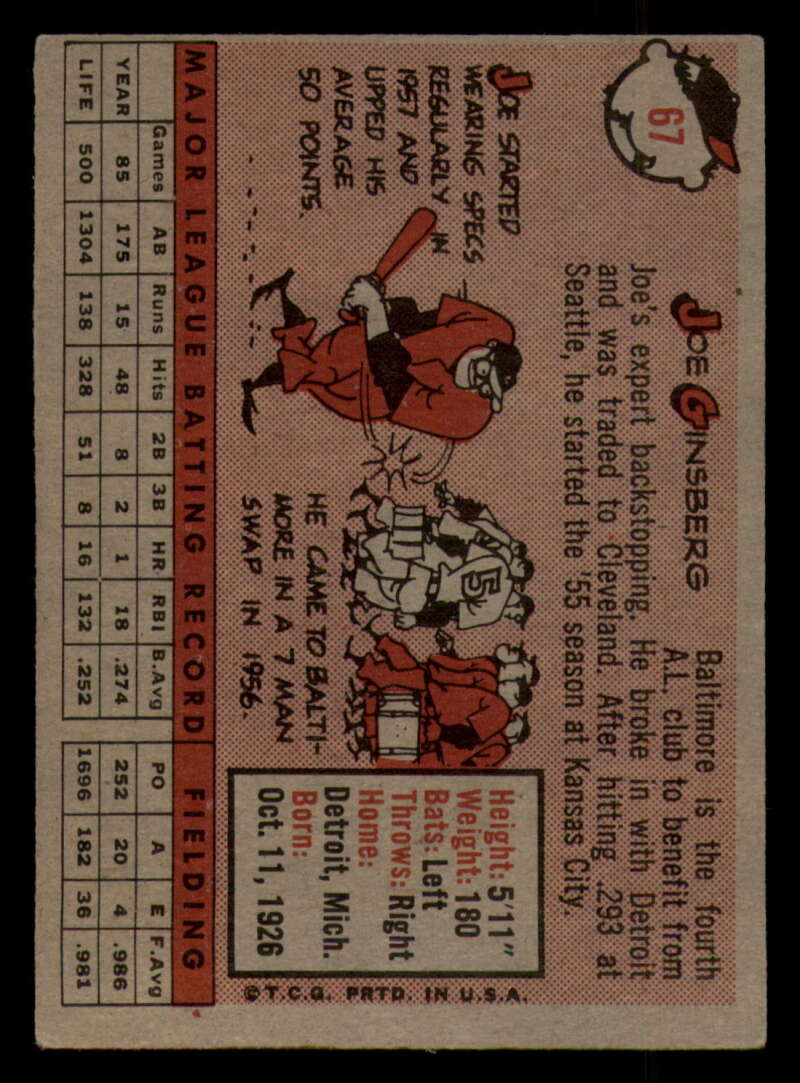 67
JOE GINSBERG
Baltimore is the fourth
A.L. club to benefit from
Joe's expert backstopping. He broke in with Detroit
and was traded to Cleveland. After hitting .293 at
Seattle, he started the '55 season at Kansas City.
JOE STARTED
WEARING SPECS
REGULARLY IN
1957 AND
UPPED HIS
AVERAGE
50 POINTS.
5
HE CAME TO BALTI-
MORE IN A 7 MAN
SWAP IN 1956.
Height: 5'11"
Weight: 180
Bats: Left
Throws: Right
Home:
Detroit, Mich.
Born:
Oct. 11, 1926
© T.C.G. PRTD. IN U.S.A.
MAJOR LEAGUE BATTING RECORD FIELDING
Games AB Runs Hits 2B 3B HR RBI B.Avg PO A E F.Avg
YEAR 85 175 15 48 8 2 1 18 .274 252 20 4 .986
LIFE 500 1304 138 328 51 8 16 132 .252 1696 182 36 .981